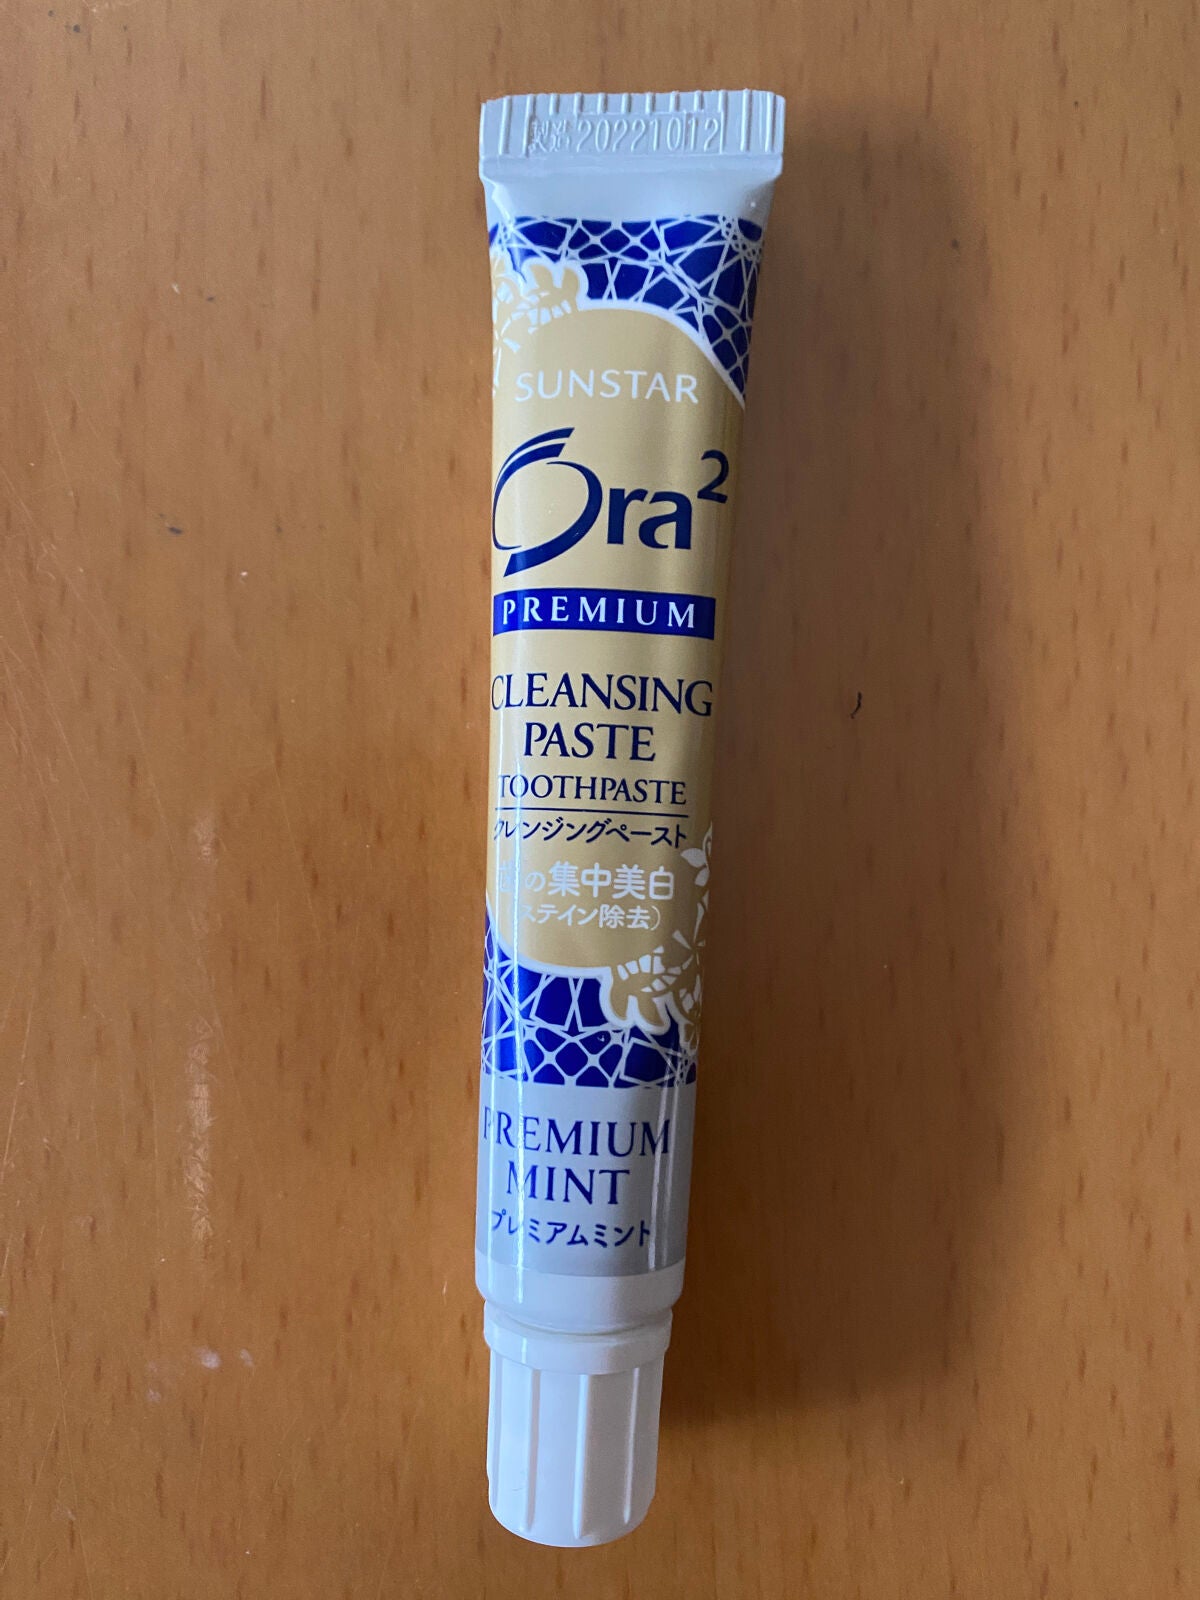 製造20221012
SUNSTAR
Ora²
PREMIUM
CLEANSING
PASTE
TOOTHPASTE
クレンジングペースト
歯の集中美白
(ステイン除去)
PREMIUM
MINT
プレミアムミント